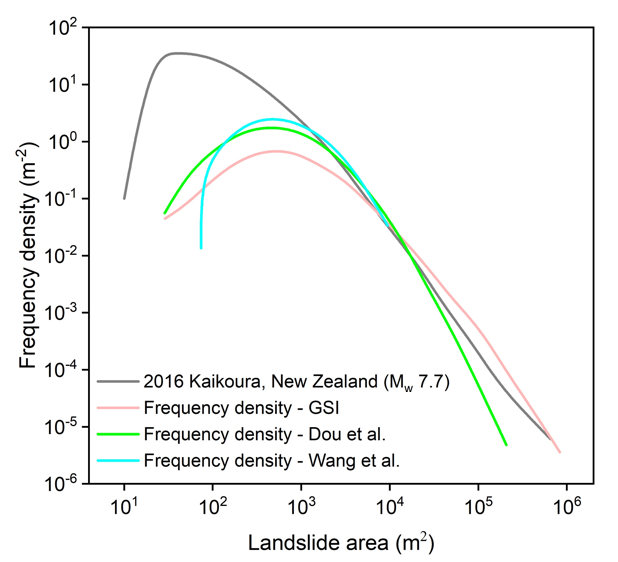 10²
10¹
10⁰
10⁻¹
10⁻²
10⁻³
10⁻⁴
10⁻⁵
10⁻⁶
Frequency density (m⁻²)
2016 Kaikoura, New Zealand (Mw 7.7)
Frequency density - GSI
Frequency density - Dou et al.
Frequency density - Wang et al.
10¹ 10² 10³ 10⁴ 10⁵ 10⁶
Landslide area (m²)